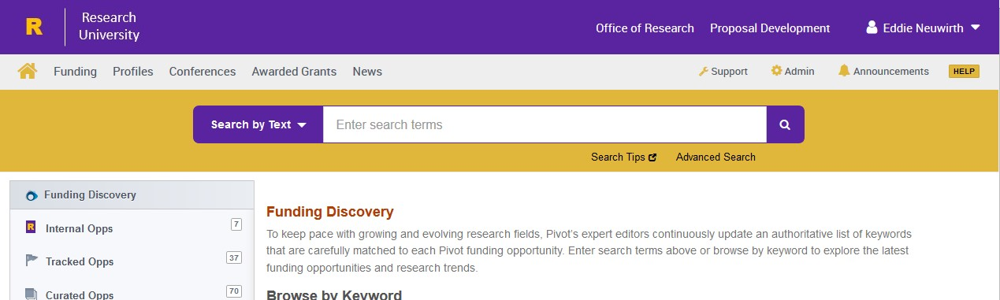 R
Research
University
Office of Research
Proposal Development
Eddie Neuwirth
Funding
Profiles
Conferences
Awarded Grants
News
Support
Admin
Announcements
HELP
Search by Text
Enter search terms
Search Tips
Advanced Search
Funding Discovery
R
Internal Opps
7
Tracked Opps
37
Curated Opps
70
Funding Discovery
To keep pace with growing and evolving research fields, Pivot's expert editors continuously update an authoritative list of keywords
that are carefully matched to each Pivot funding opportunity. Enter search terms above or browse by keyword to explore the latest
funding opportunities and research trends.
Browse by Keyword